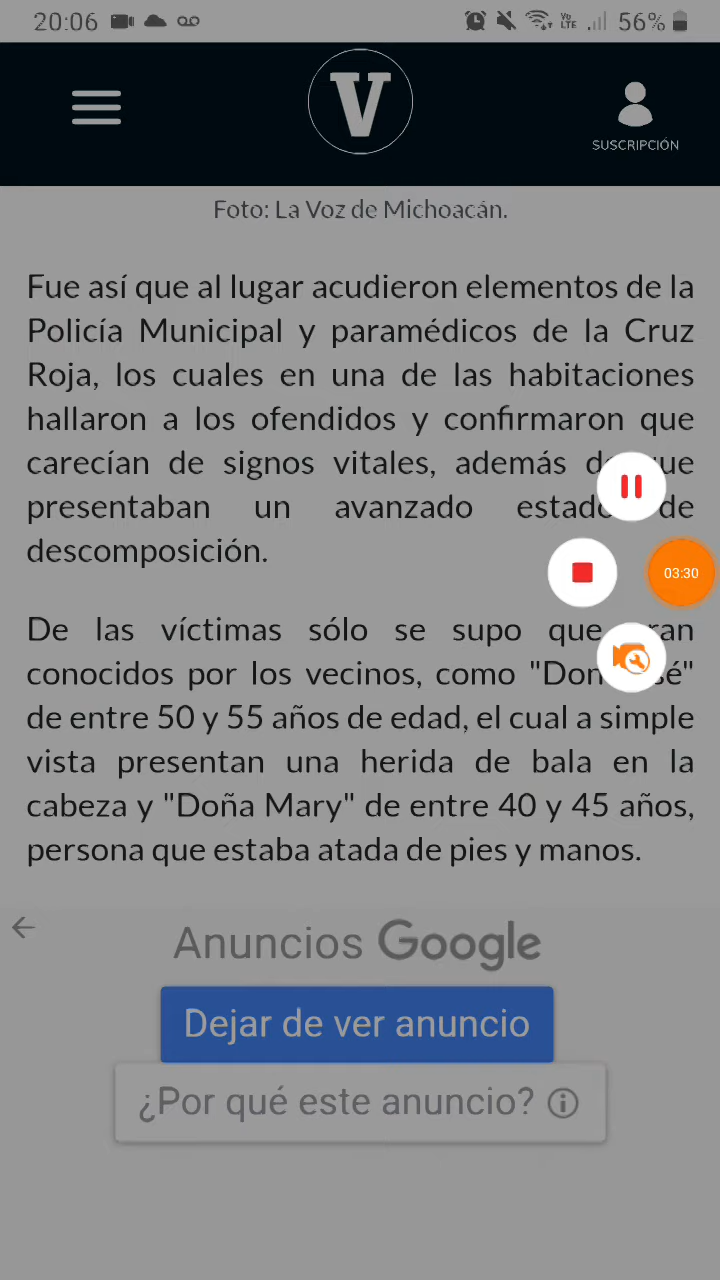 20:06
Vo LTE 56%
V
SUSCRIPCIÓN
Foto: La Voz de Michoacán.
Fue así que al lugar acudieron elementos de la
Policía Municipal y paramédicos de la Cruz
Roja, los cuales en una de las habitaciones
hallaron a los ofendidos y confirmaron que
carecían de signos vitales, además
presentaban un avanzado de
descomposición.
03:30
De las víctimas sólo se supo
conocidos por los vecinos, como "Don
de entre 50 y 55 años de edad, el cual a simple
vista presentan una herida de bala en la
cabeza y "Doña Mary" de entre 40 y 45 años,
persona que estaba atada de pies y manos.
Anuncios Google
Dejar de ver anuncio
¿Por qué este anuncio?